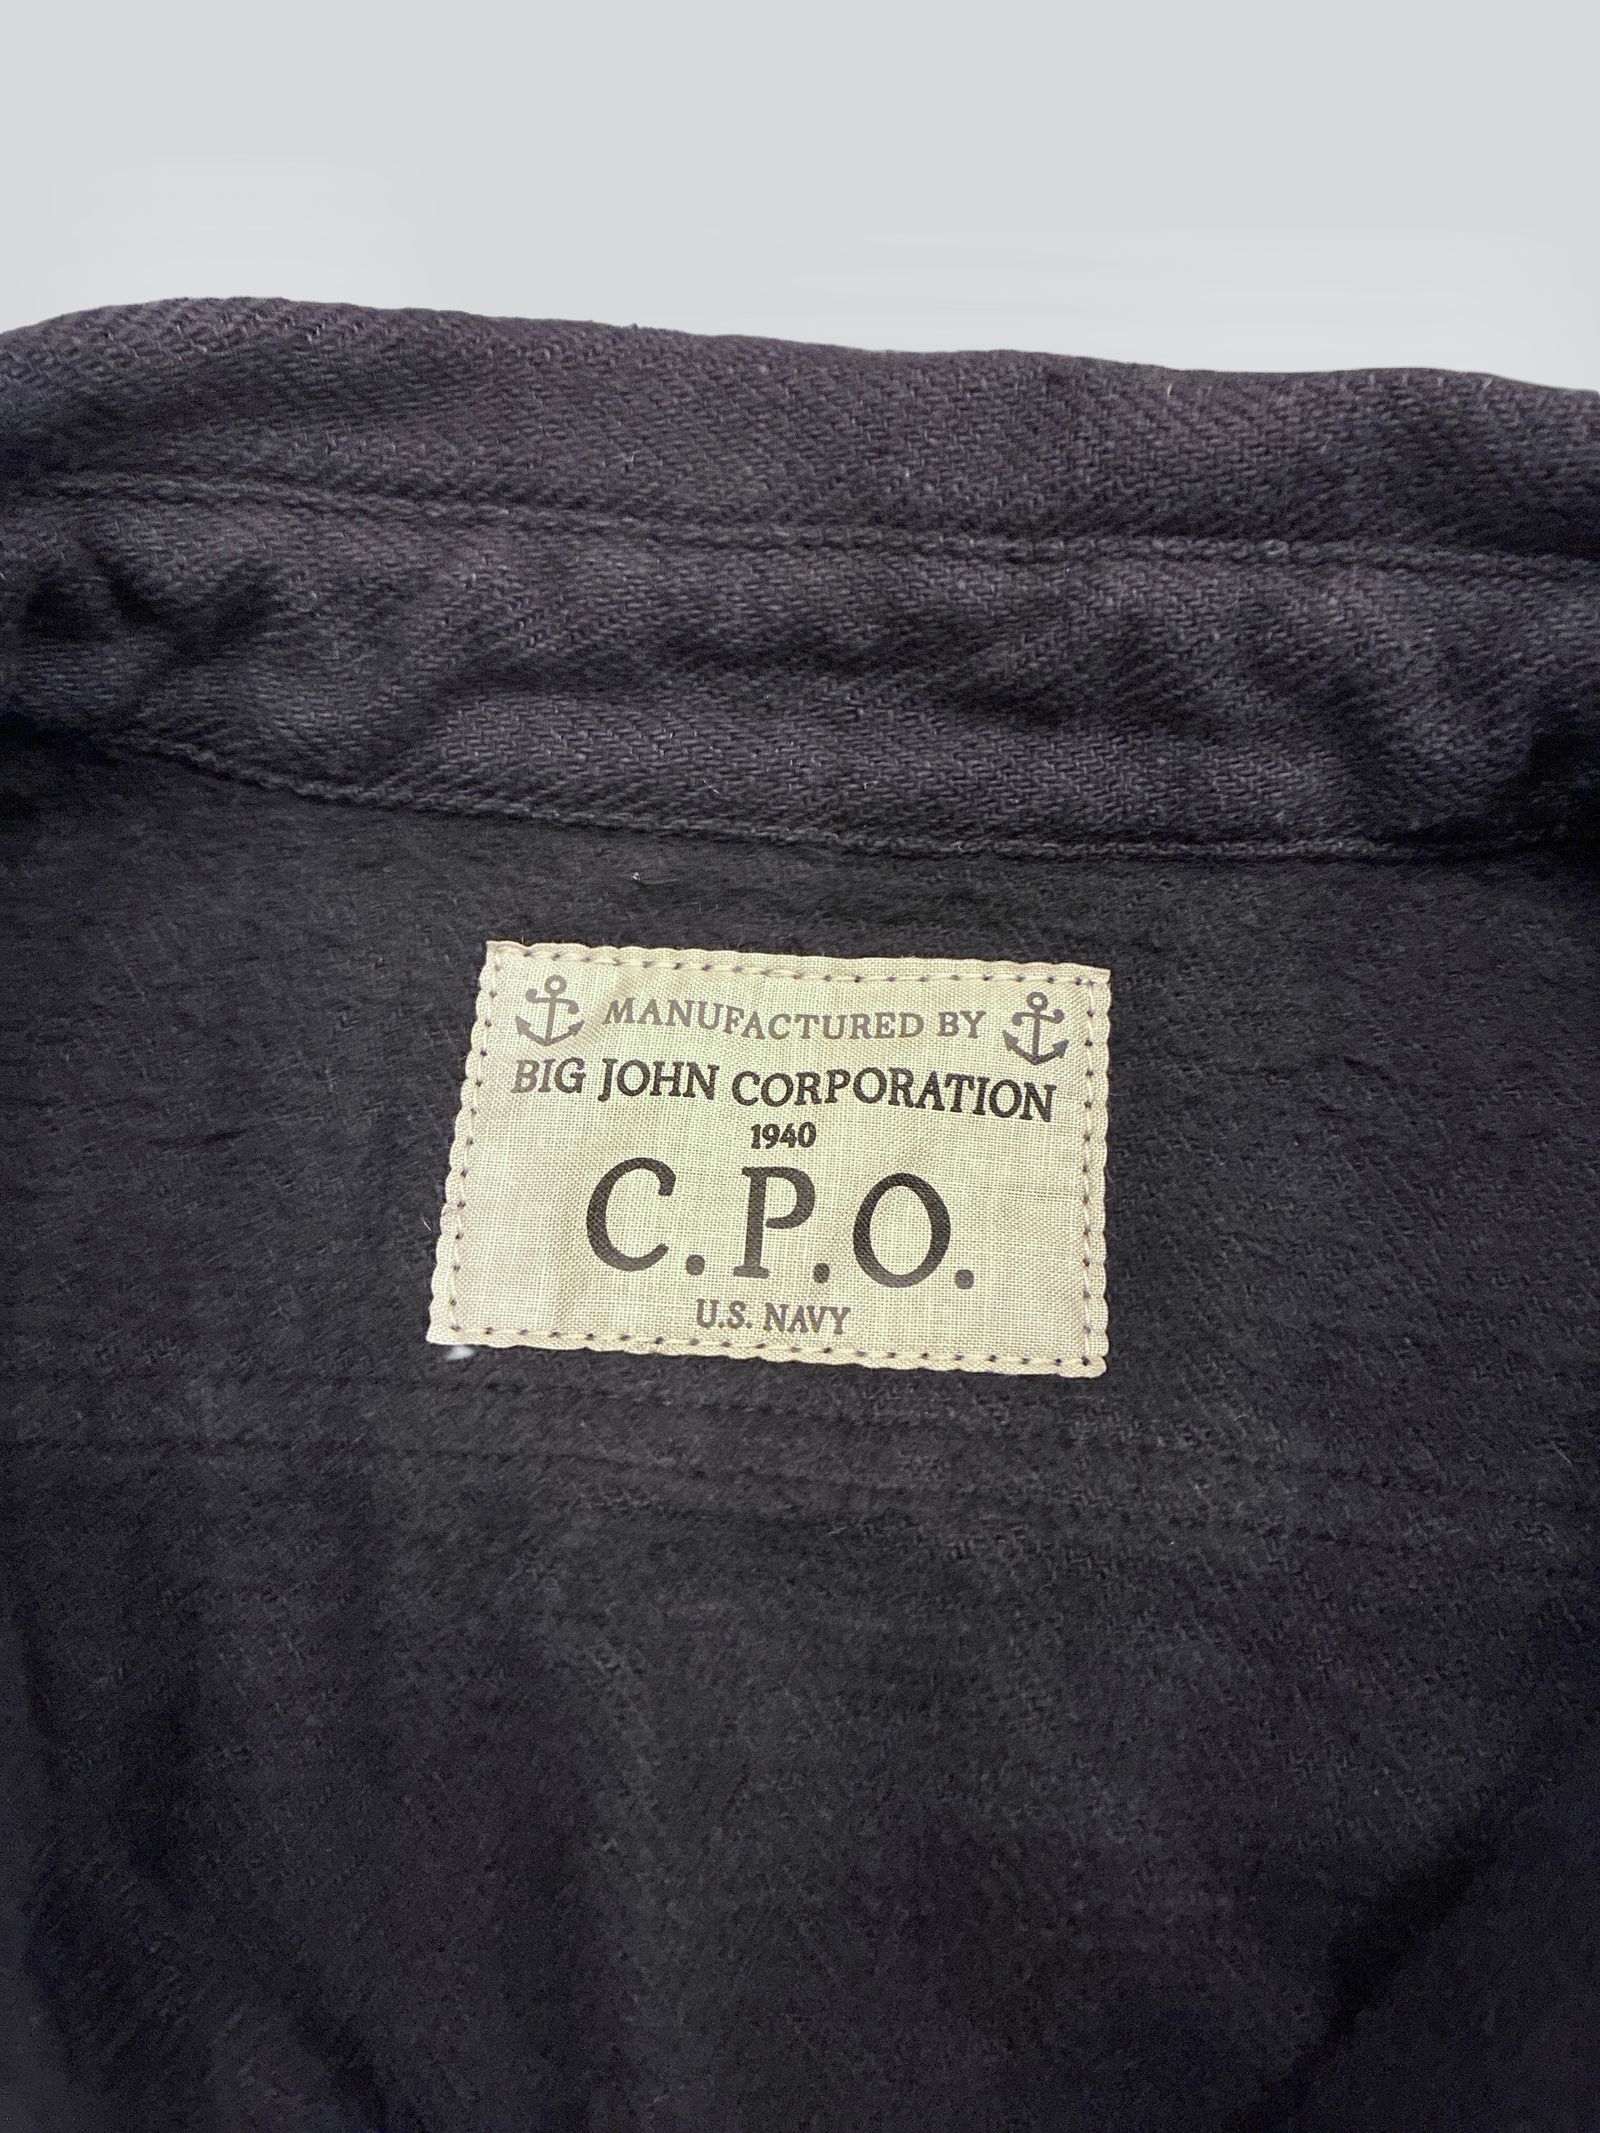 MANUFACTURED BY
BIG JOHN CORPORATION
1940
C.P.O.
U.S. NAVY